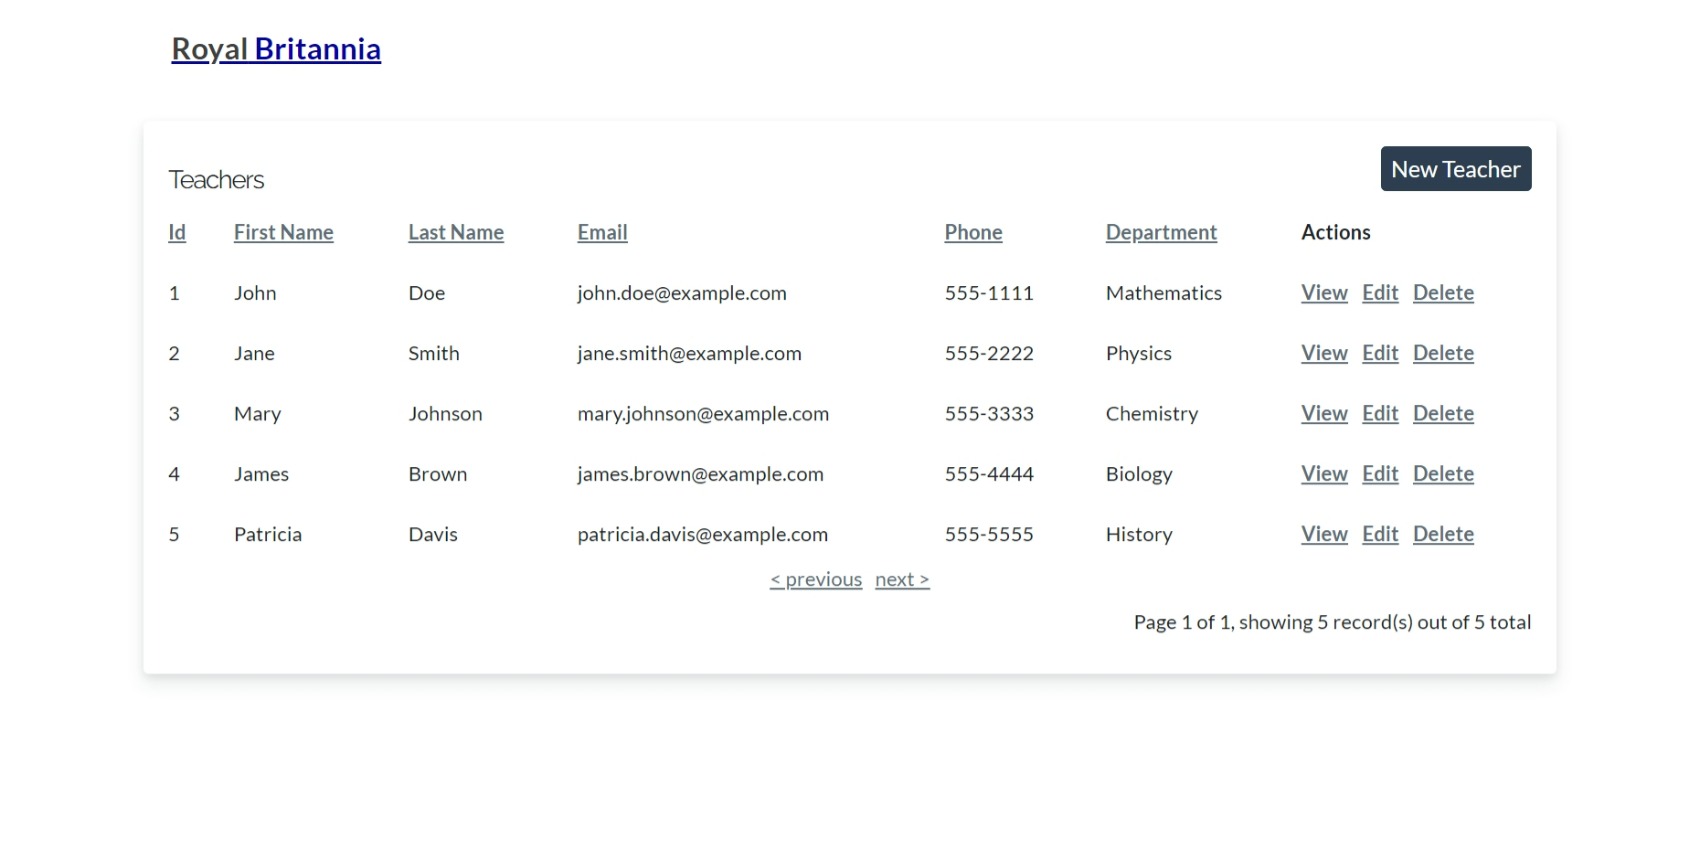 Royal Britannia
New Teacher
Teachers
Id First Name Last Name Email Phone Department Actions
1 John Doe john.doe@example.com 555-1111 Mathematics View Edit Delete
2 Jane Smith jane.smith@example.com 555-2222 Physics View Edit Delete
3 Mary Johnson mary.johnson@example.com 555-3333 Chemistry View Edit Delete
4 James Brown james.brown@example.com 555-4444 Biology View Edit Delete
5 Patricia Davis patricia.davis@example.com 555-5555 History View Edit Delete
< previous next >
Page 1 of 1, showing 5 record(s) out of 5 total